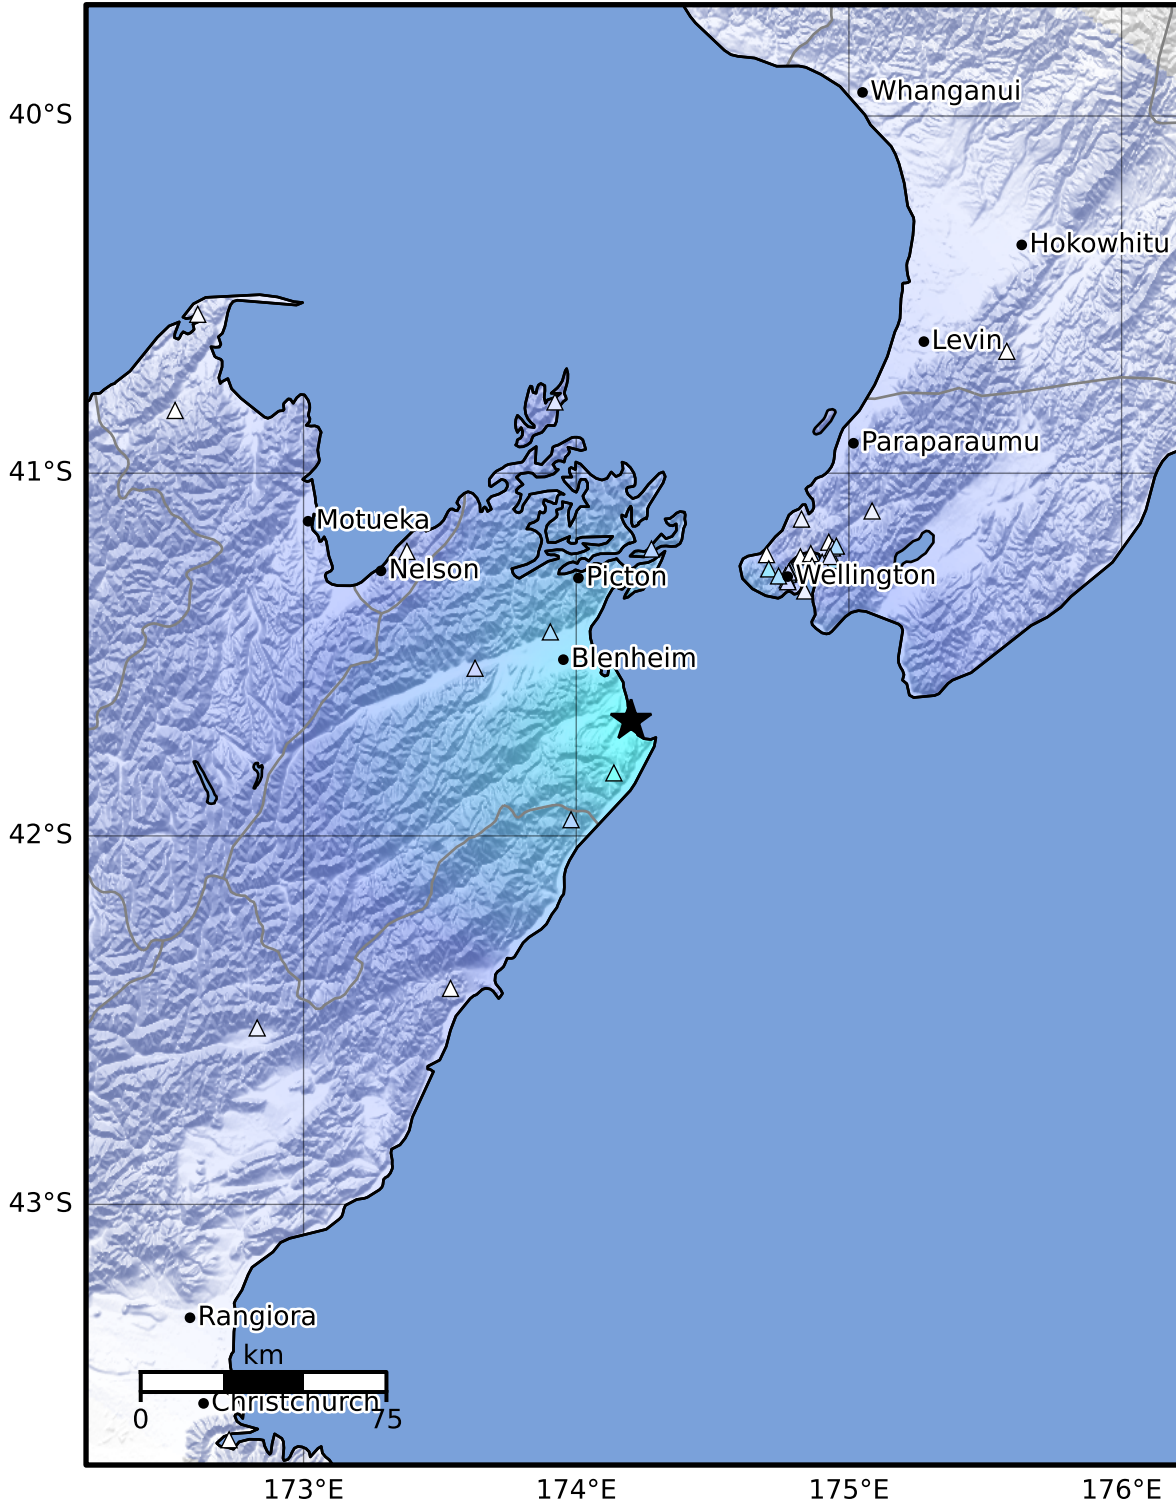 Whanganui
40°S
Hokowhitu
Levin
Paraparaumu
41°S
Motueka
Nelson
Picton
Wellington
Blenheim
42°S
43°S
Rangiora
km
Christchurch
0
75
173°E
174°E
175°E
176°E